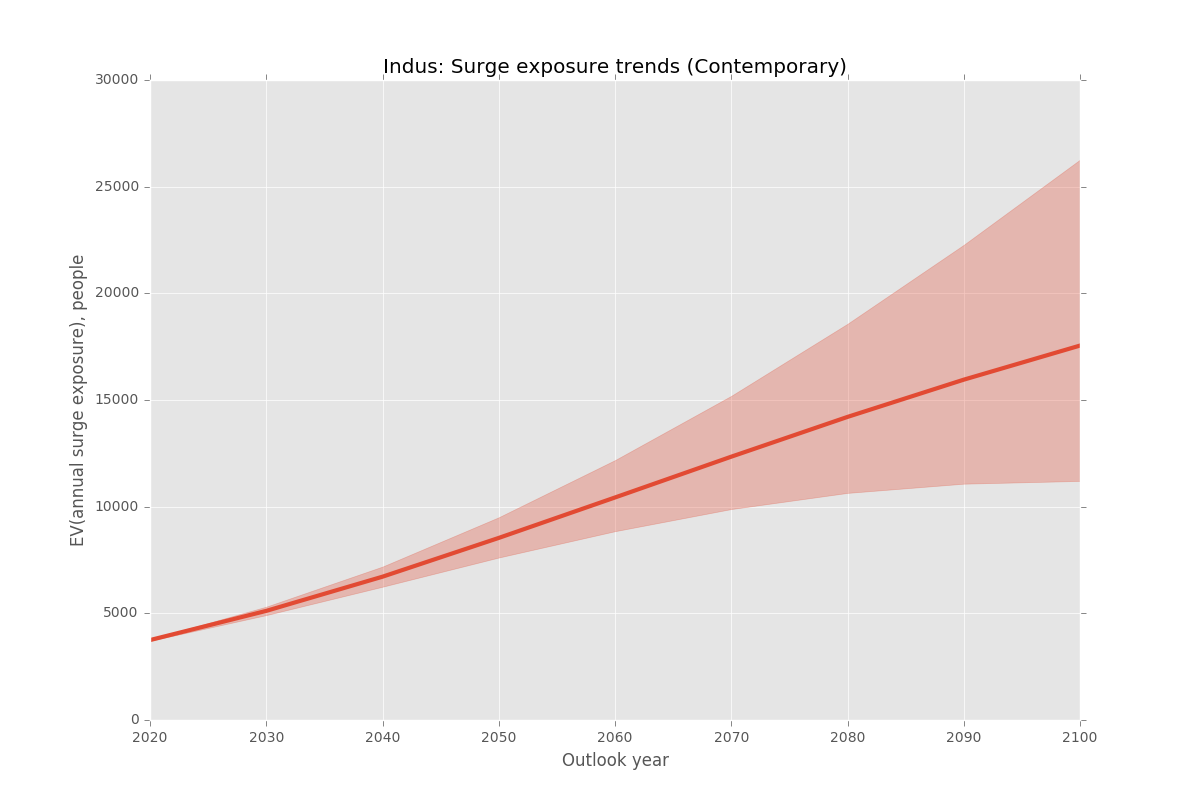 Indus: Surge exposure trends (Contemporary)
30000
25000
20000
15000
10000
5000
0
EV(annual surge exposure), people
2020 2030 2040 2050 2060 2070 2080 2090 2100
Outlook year